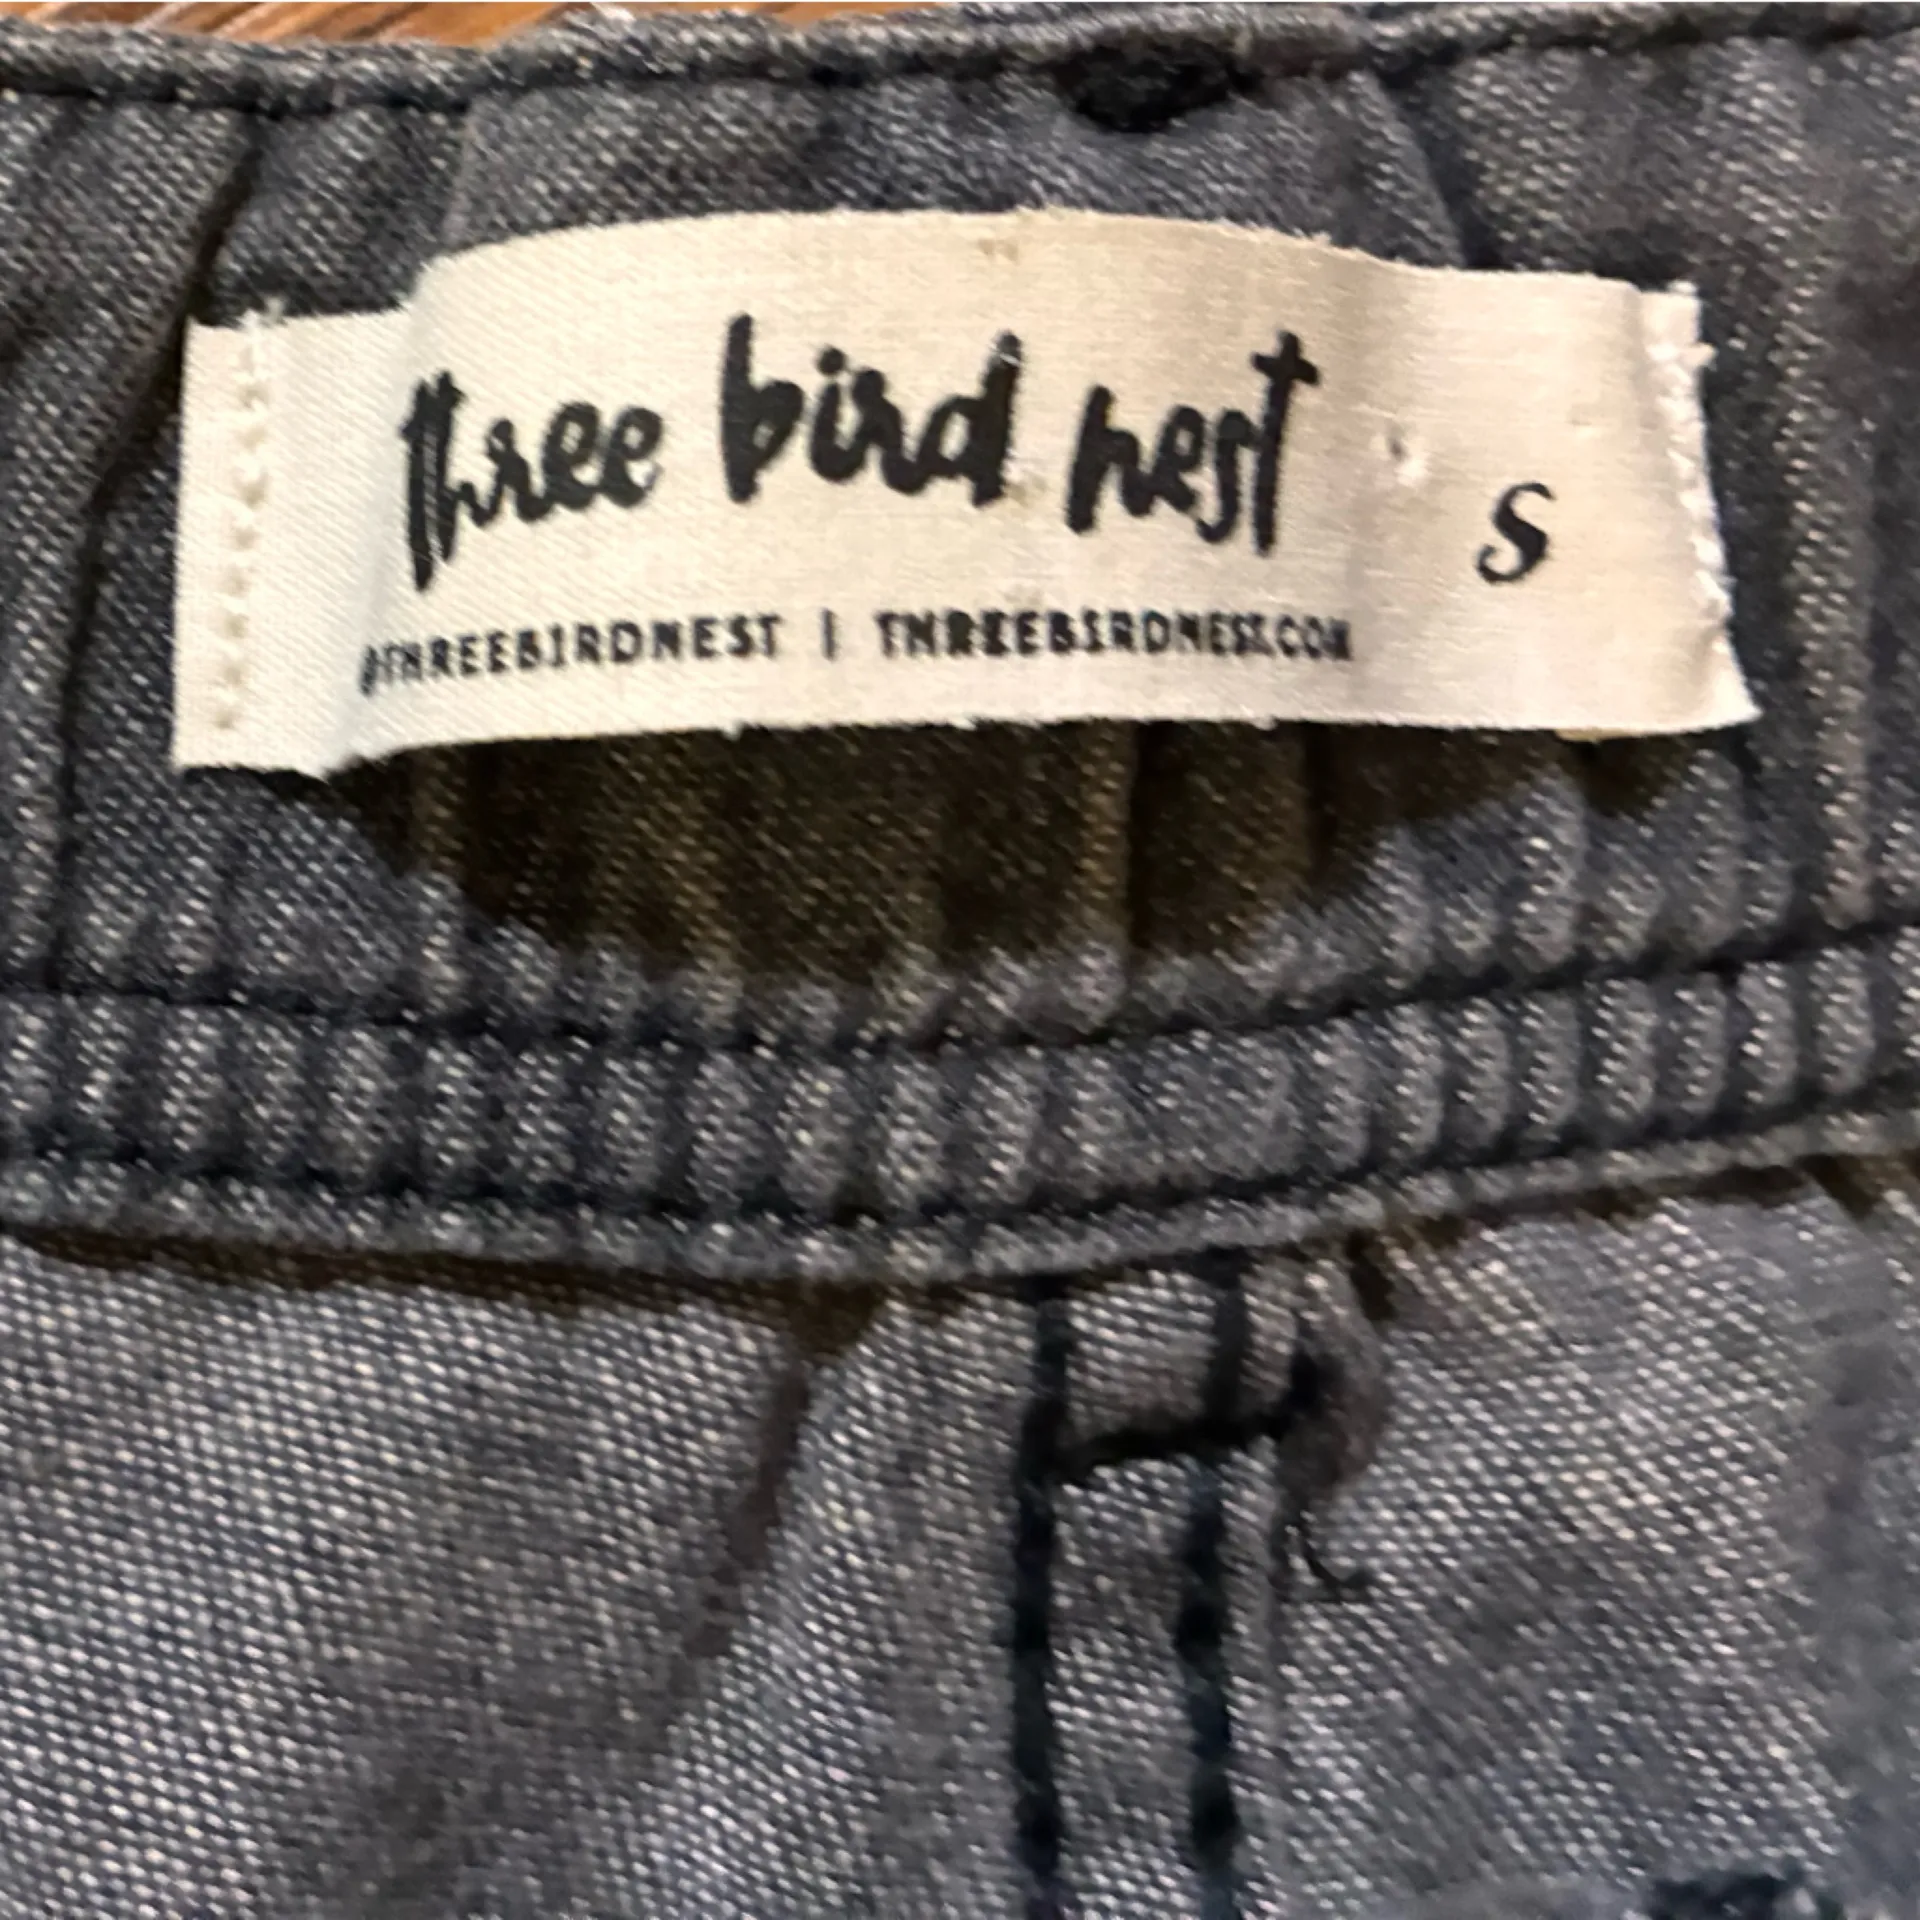 three bird nest
S
@THREEBIRDNEST | THREEBIRDNEST.COM